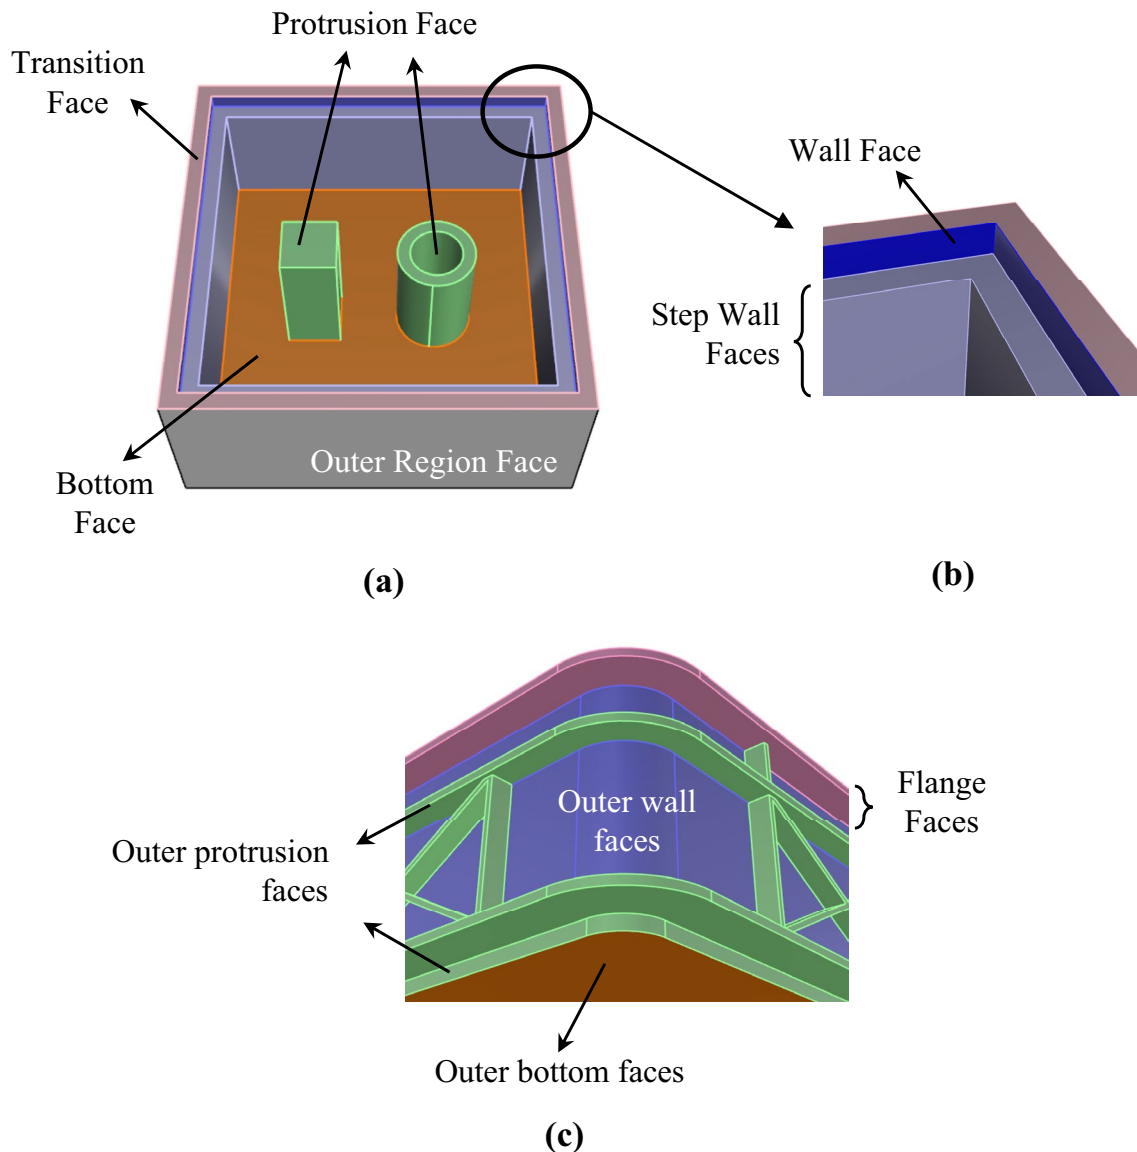 Protrusion Face
Transition
Face
Wall Face
Step Wall
Faces
Outer Region Face
Bottom
Face
(a)
(b)
Outer wall
faces
Flange
Faces
Outer protrusion
faces
Outer bottom faces
(c)